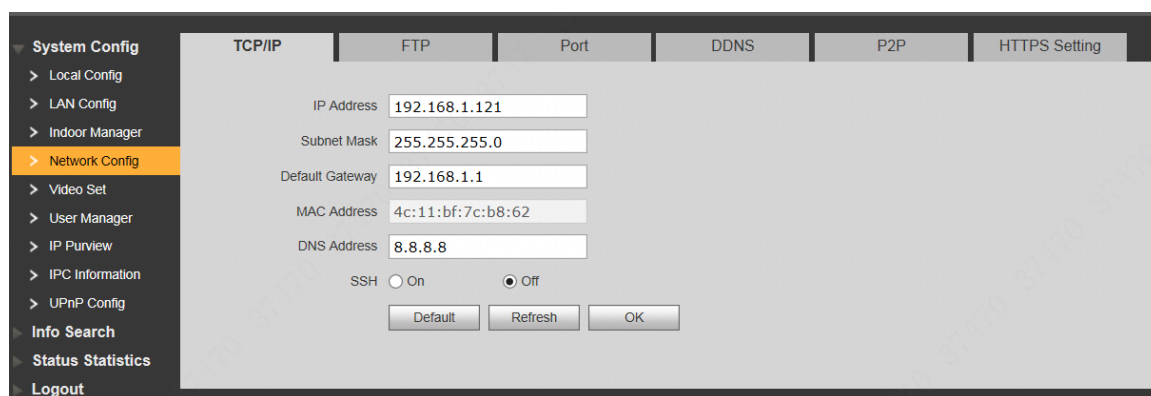 System Config
Local Config
LAN Config
Indoor Manager
Network Config
Video Set
User Manager
IP Purview
IPC Information
UPnP Config
Info Search
Status Statistics
Logout
TCP/IP FTP Port DDNS P2P HTTPS Setting
IP Address 192.168.1.121
Subnet Mask 255.255.255.0
Default Gateway 192.168.1.1
MAC Address 4c:11:bf:7c:b8:62
DNS Address 8.8.8.8
SSH On Off
Default Refresh OK